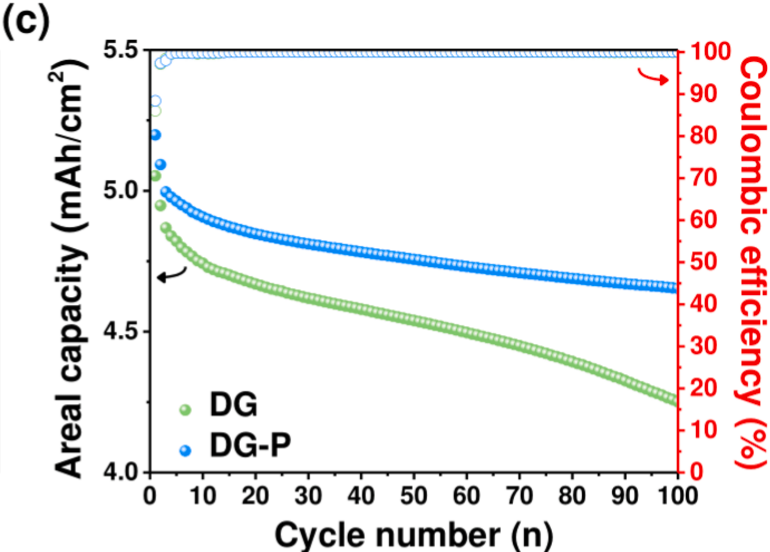 (c)
Areal capacity (mAh/cm²)
5.5
5.0
4.5
4.0
DG
DG-P
0 10 20 30 40 50 60 70 80 90 100
Cycle number (n)
100
90
80
70
60
50
40
30
20
10
0
Coulombic efficiency (%)